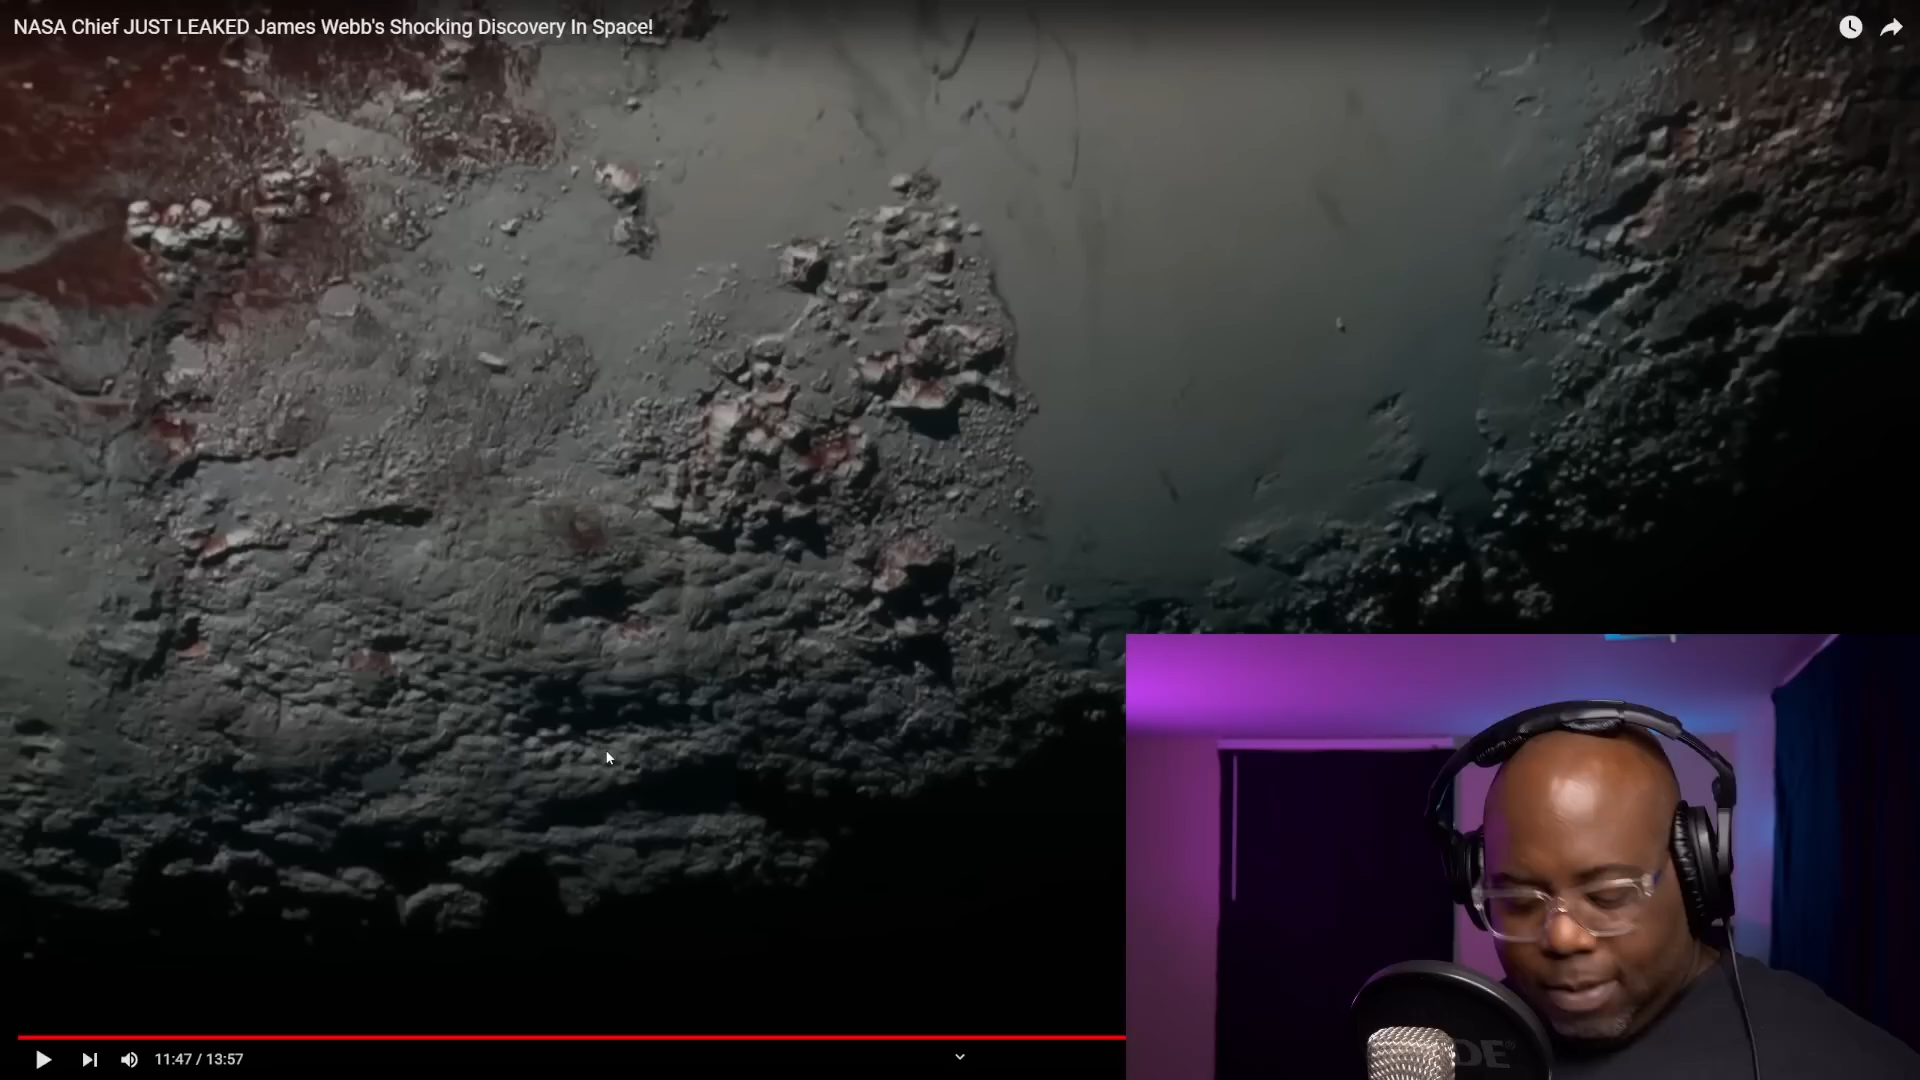 NASA Chief JUST LEAKED James Webb's Shocking Discovery In Space!
11:47 / 13:57